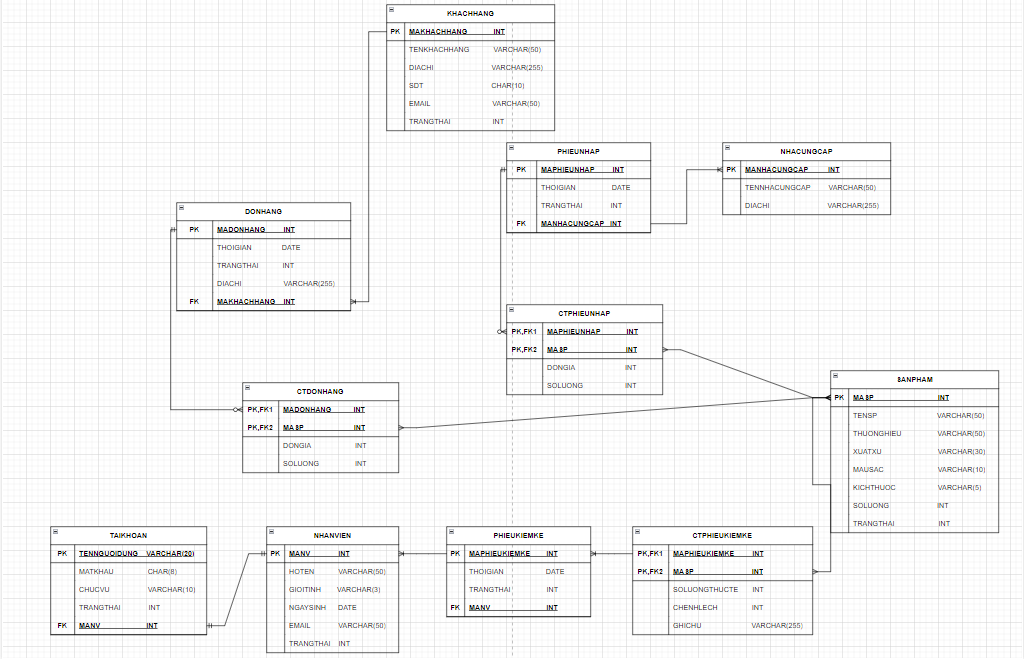 KHACHHANG
PK MAKHACHHANG INT
TENKHACHHANG VARCHAR(50)
DIACHI VARCHAR(255)
SDT CHAR(10)
EMAIL VARCHAR(50)
TRANGTHAI INT
PHIEUNHAP
PK MAPHIEUNHAP INT
THOIGIAN DATE
TRANGTHAI INT
FK MANHACUNGCAP INT
NHACUNGCAP
PK MANHACUNGCAP INT
TENNHACUNGCAP VARCHAR(50)
DIACHI VARCHAR(255)
DONHANG
PK MADONHANG INT
THOIGIAN DATE
TRANGTHAI INT
DIACHI VARCHAR(255)
FK MAKHACHHANG INT
CTPHIEUNHAP
PK,FK1 MAPHIEUNHAP INT
PK,FK2 MASP INT
DONGIA INT
SOLUONG INT
CTDONHANG
PK,FK1 MADONHANG INT
PK,FK2 MASP INT
DONGIA INT
SOLUONG INT
SANPHAM
PK MASP INT
TENSP VARCHAR(50)
THUONGHIEU VARCHAR(50)
XUATXU VARCHAR(30)
MAUSAC VARCHAR(10)
KICHTHUOC VARCHAR(5)
SOLUONG INT
TRANGTHAI INT
TAIKHOAN
PK TENNGUOIDUNG VARCHAR(20)
MATKHAU CHAR(8)
CHUCVU VARCHAR(10)
TRANGTHAI INT
FK MANV INT
NHANVIEN
PK MANV INT
HOTEN VARCHAR(50)
GIOITINH VARCHAR(3)
NGAYSINH DATE
EMAIL VARCHAR(50)
TRANGTHAI INT
PHIEUKIEMKE
PK MAPHIEUKIEMKE INT
THOIGIAN DATE
TRANGTHAI INT
FK MANV INT
CTPHIEUKIEMKE
PK,FK1 MAPHIEUKIEMKE INT
PK,FK2 MASP INT
SOLUONGTHUCTE INT
CHENHLECH INT
GHICHU VARCHAR(255)